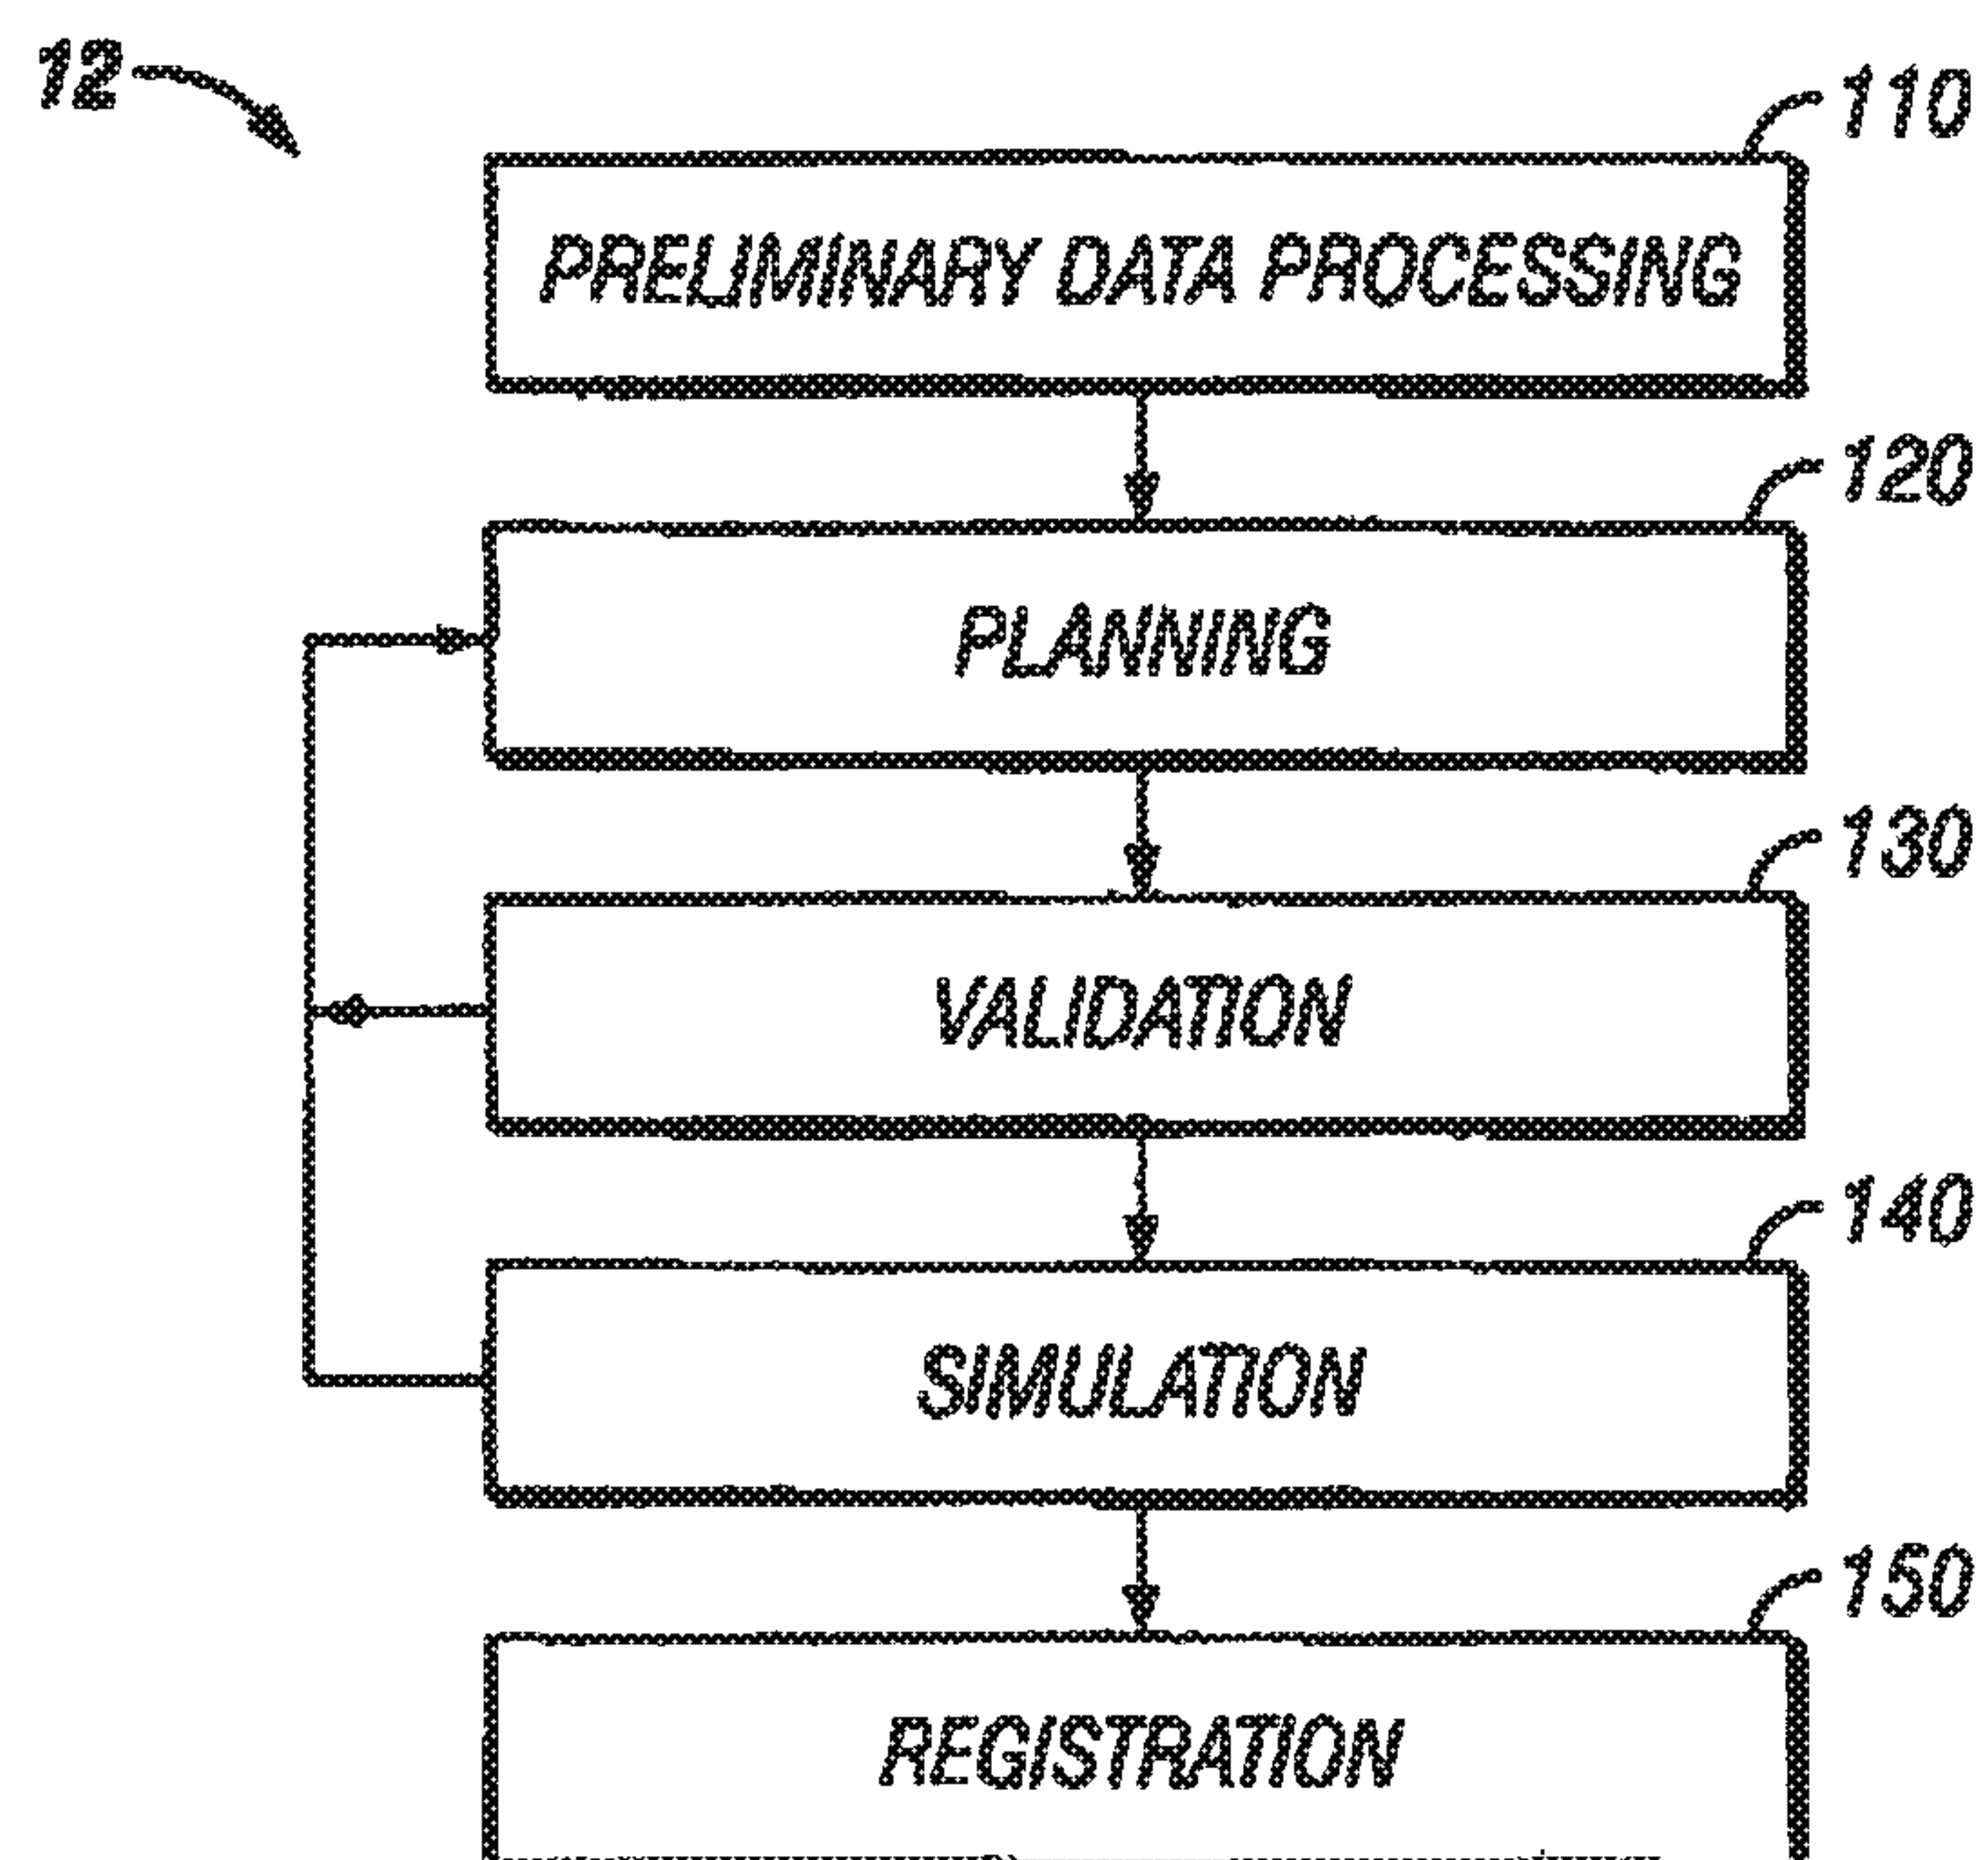 12
110
PRELIMINARY DATA PROCESSING
120
PLANNING
130
VALIDATION
140
SIMULATION
150
REGISTRATION